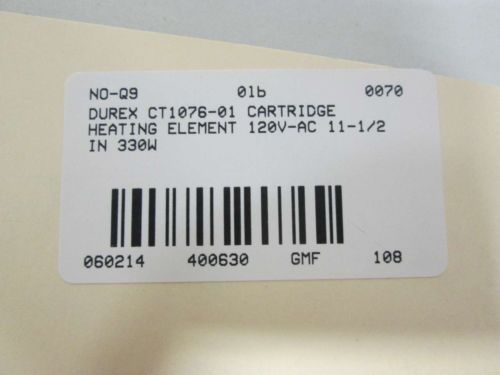 NO-Q9 01b 0070
DUREX CT1076-01 CARTRIDGE
HEATING ELEMENT 120V-AC 11-1/2
IN 330W
060214 400630 GMF 108